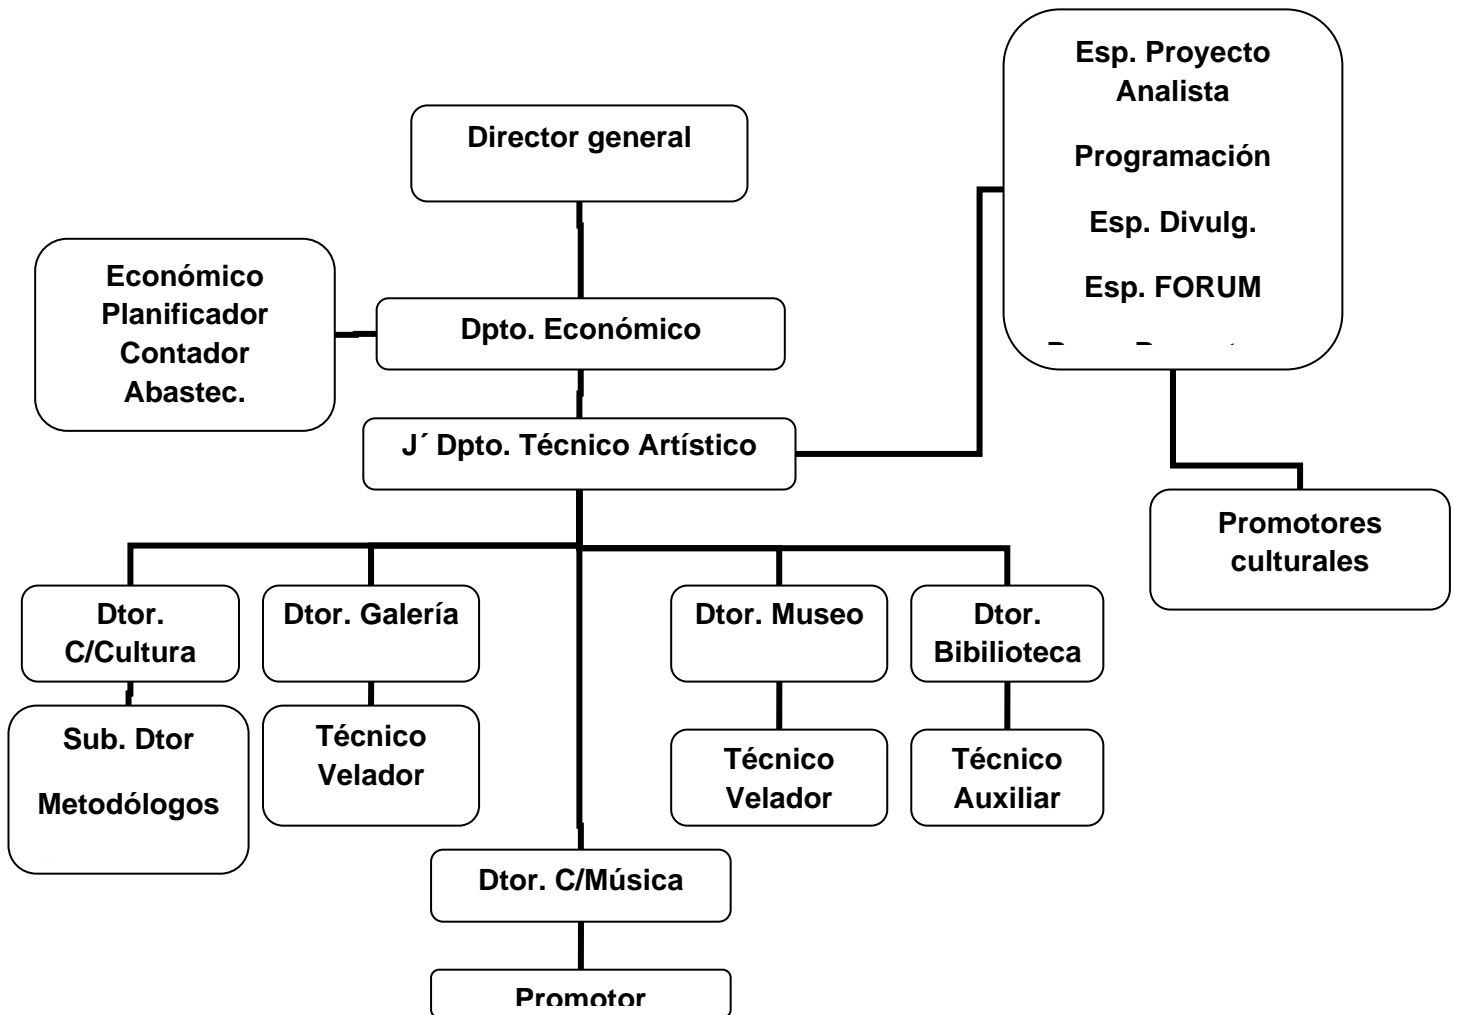 Esp. Proyecto
Analista
Programación
Esp. Divulg.
Esp. FORUM
Director general
Económico
Planificador
Contador
Abastec.
Dpto. Económico
J´ Dpto. Técnico Artístico
Promotores
culturales
Dtor.
C/Cultura
Dtor. Galería
Dtor. Museo
Dtor.
Bibilioteca
Sub. Dtor
Metodólogos
Técnico
Velador
Técnico
Velador
Técnico
Auxiliar
Dtor. C/Música
Promotor